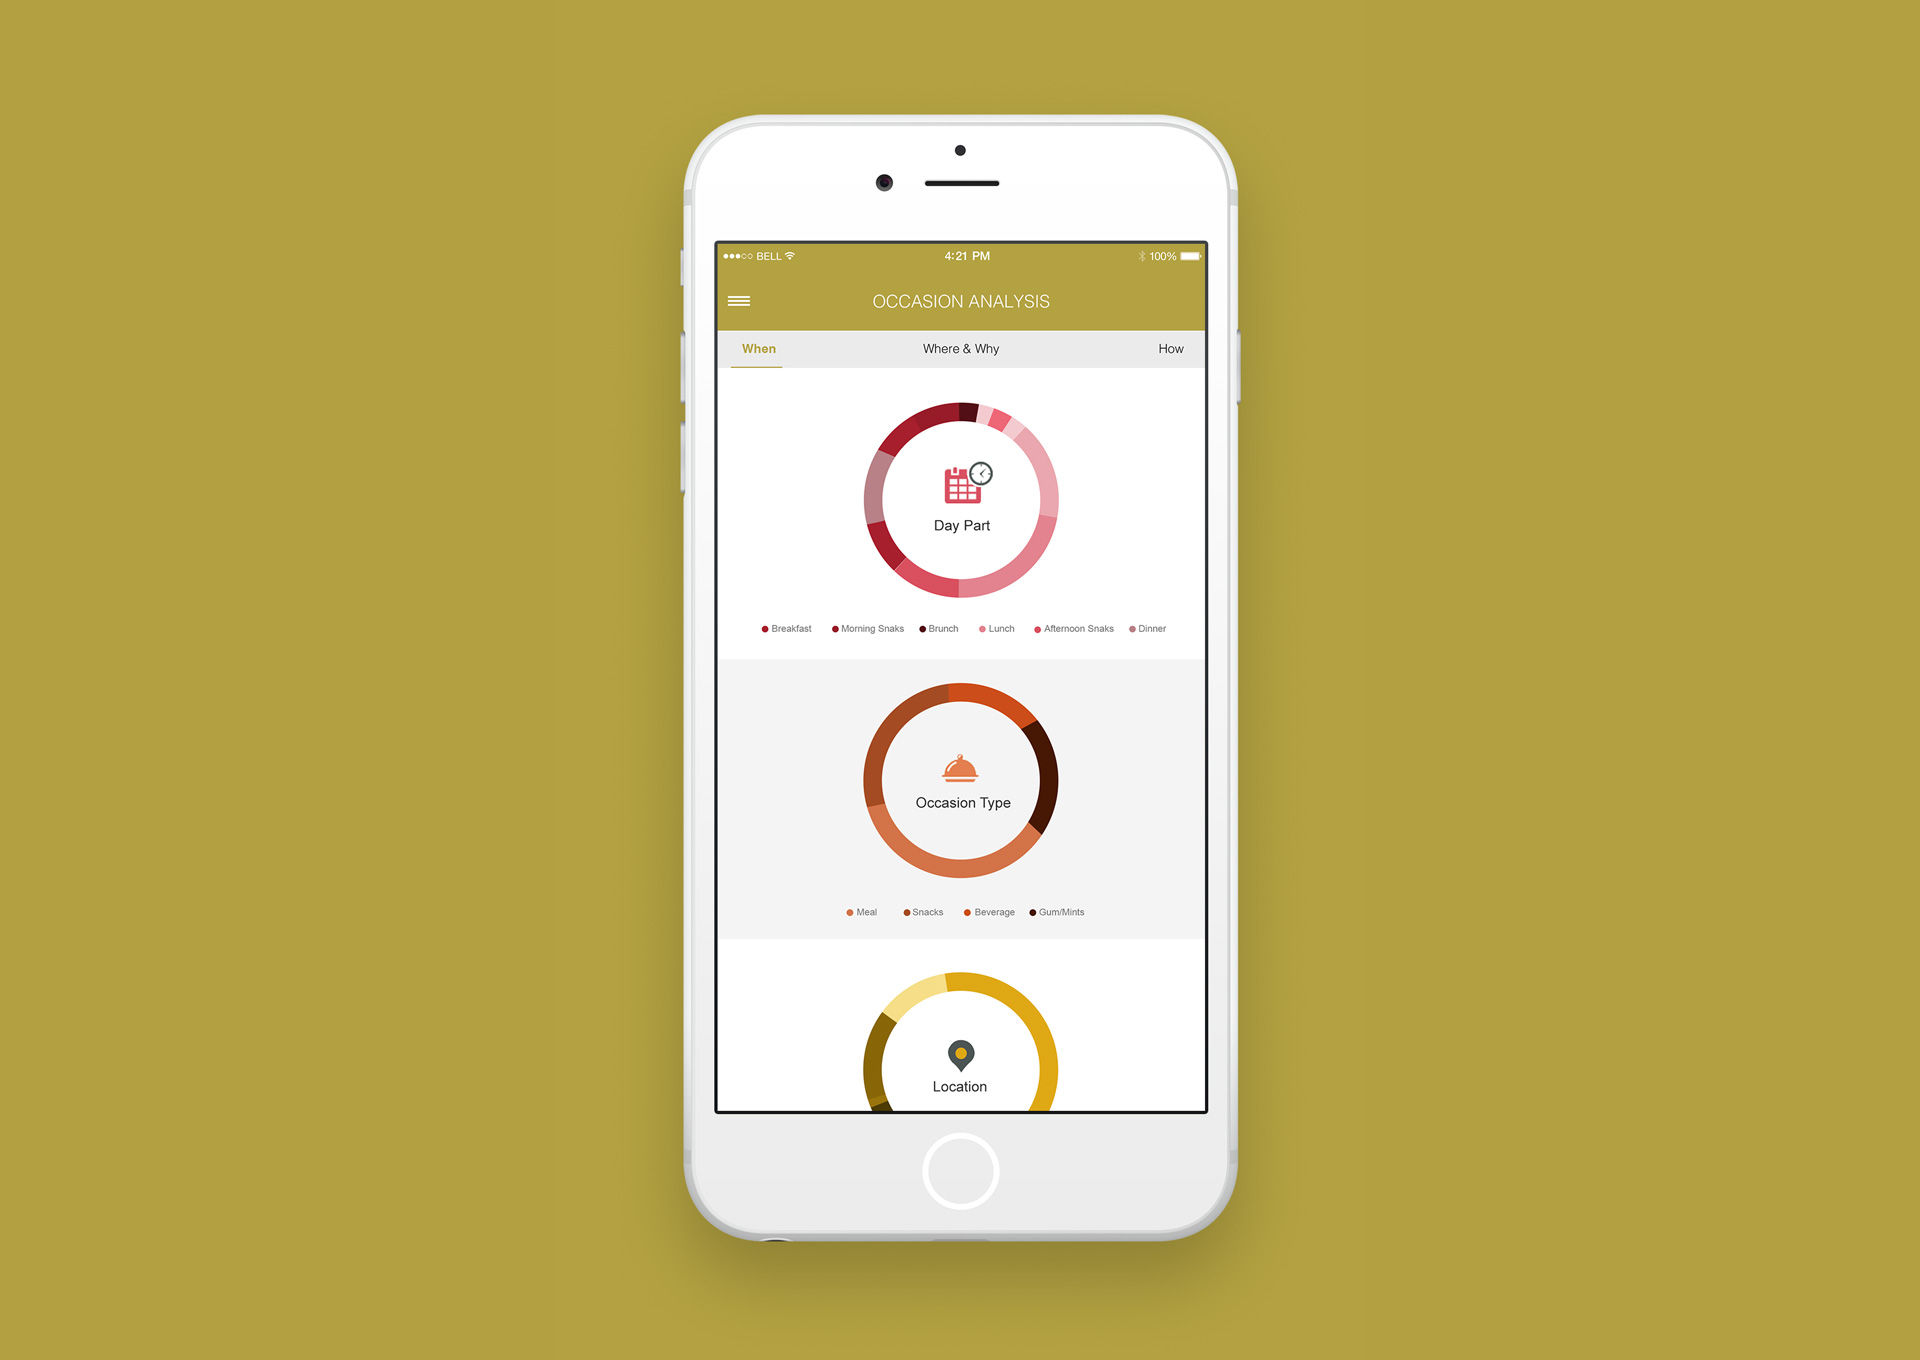 BELL 4:21 PM 100%
OCCASION ANALYSIS
When Where & Why How
Day Part
Breakfast Morning Snaks Brunch Lunch Afternoon Snaks Dinner
Occasion Type
Meal Snacks Beverage Gum/Mints
Location